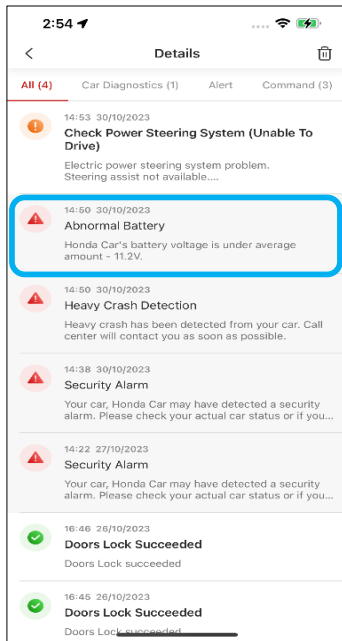 2:54
Details
All (4) Car Diagnostics (1) Alert Command (3)
14:53 30/10/2023
Check Power Steering System (Unable To
Drive)
Electric power steering system problem.
Steering assist not available....
14:50 30/10/2023
Abnormal Battery
Honda Car's battery voltage is under average
amount - 11.2V.
14:50 30/10/2023
Heavy Crash Detection
Heavy crash has been detected from your car. Call
center will contact you as soon as possible.
14:38 30/10/2023
Security Alarm
Your car, Honda Car may have detected a security
alarm. Please check your actual car status or if you...
14:22 27/10/2023
Security Alarm
Your car, Honda Car may have detected a security
alarm. Please check your actual car status or if you...
16:46 26/10/2023
Doors Lock Succeeded
Doors Lock succeeded
16:45 26/10/2023
Doors Lock Succeeded
Doors Lock succeeded